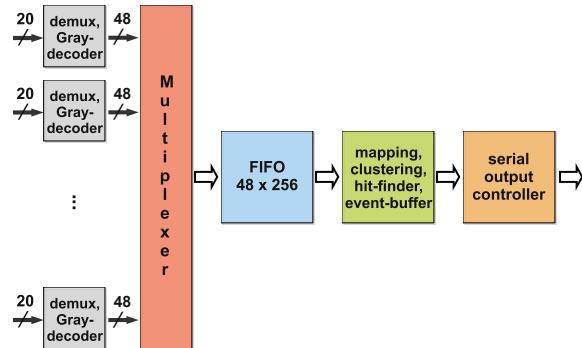 20
demux,
Gray-
decoder
48
20
demux,
Gray-
decoder
48
...
20
demux,
Gray-
decoder
48
Multiplexer
FIFO
48 x 256
mapping,
clustering,
hit-finder,
event-buffer
serial
output
controller